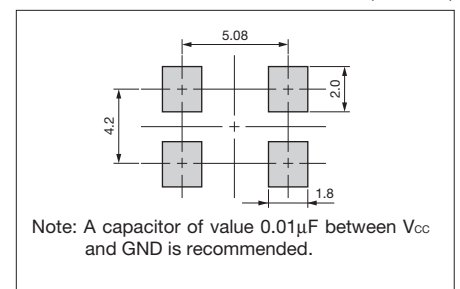 5.08
4.2
2.0
1.8
Note: A capacitor of value 0.01μF between Vcc
and GND is recommended.